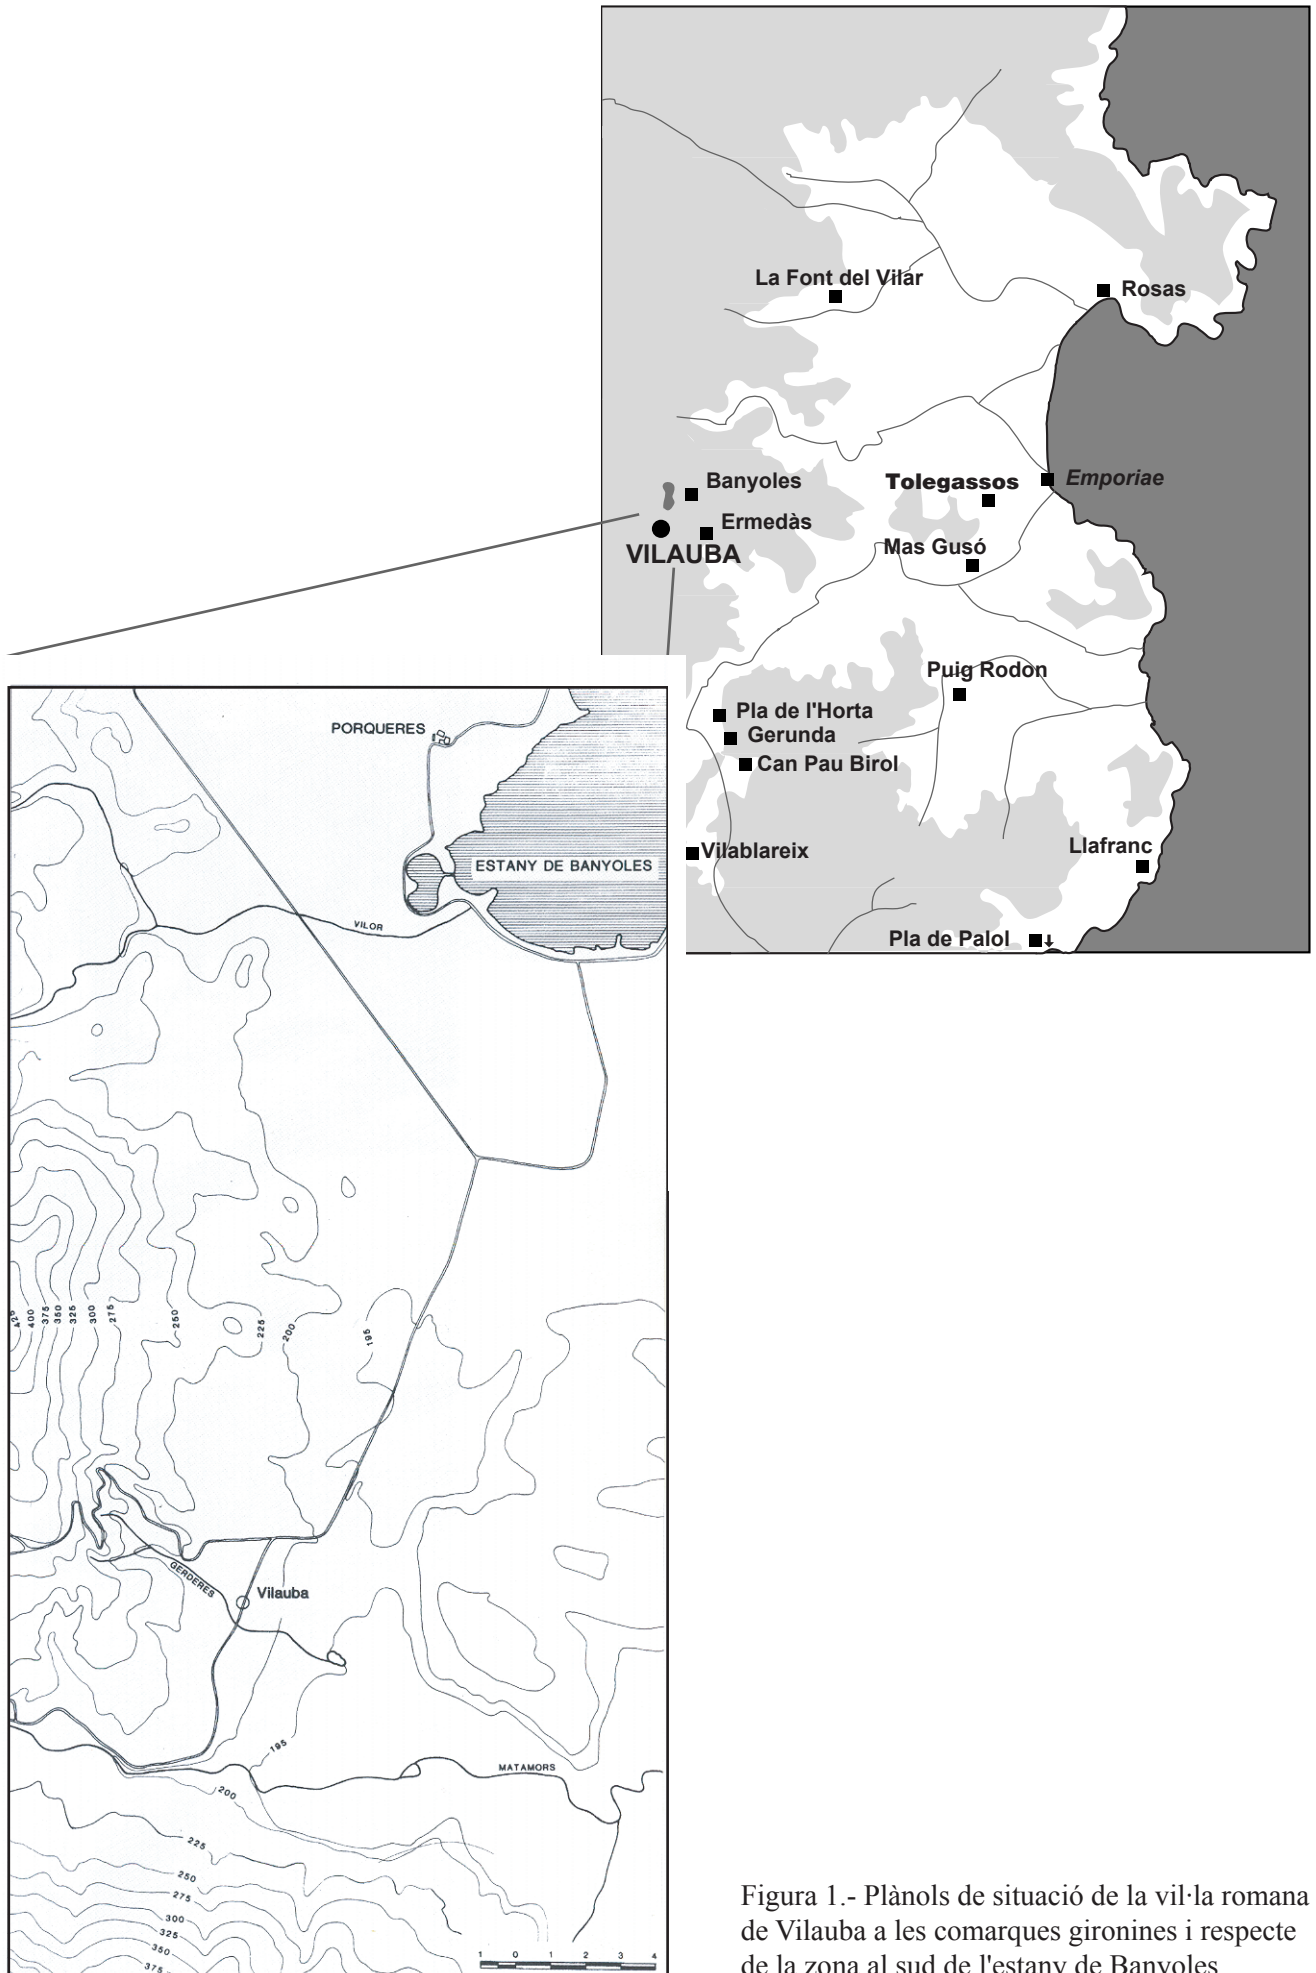 La Font del Vilar
Rosas
Banyoles
Tolegassos
Emporiae
Ermedàs
VILAUBA
Mas Gusó
Puig Rodon
Pla de l'Horta
Gerunda
Can Pau Birol
Vilablareix
Llafranc
Pla de Palol
PORQUERES
ESTANY DE BANYOLES
VILOR
425
400
375
350
325
300
275
250
225
200
195
GERDERES
Vilauba
195
MATAMORS
200
225
250
275
300
325
350
375
1 0 1 2 3 4
Figura 1.- Plànols de situació de la vil·la romana
de Vilauba a les comarques gironines i respecte
de la zona al sud de l'estany de Banyoles